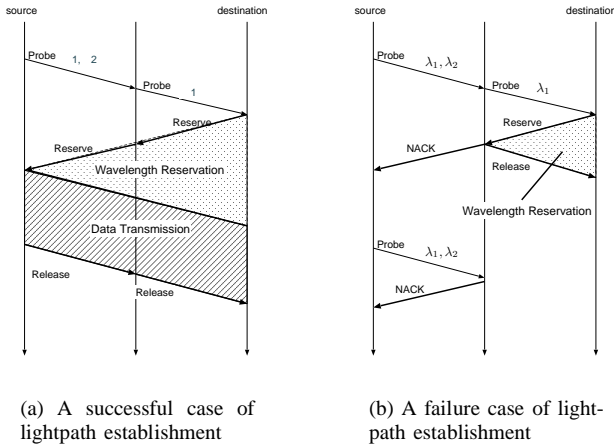 source destination
Probe 1, 2
Probe 1
Reserve
Reserve
Wavelength Reservation
Data Transmission
Release
Release
(a) A successful case of
lightpath establishment
source destination
Probe λ1, λ2
Probe λ1
Reserve
NACK
Release
Wavelength Reservation
Probe λ1, λ2
NACK
(b) A failure case of light-
path establishment